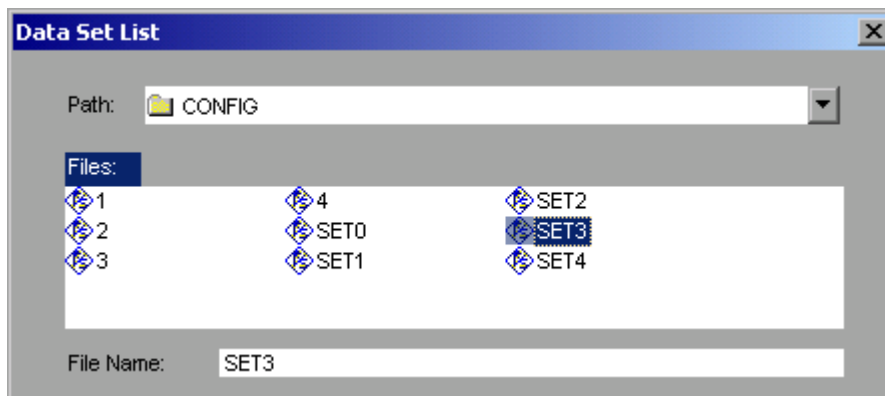 Data Set List
Path: CONFIG
Files:
1 4 SET2
2 SET0 SET3
3 SET1 SET4
File Name: SET3